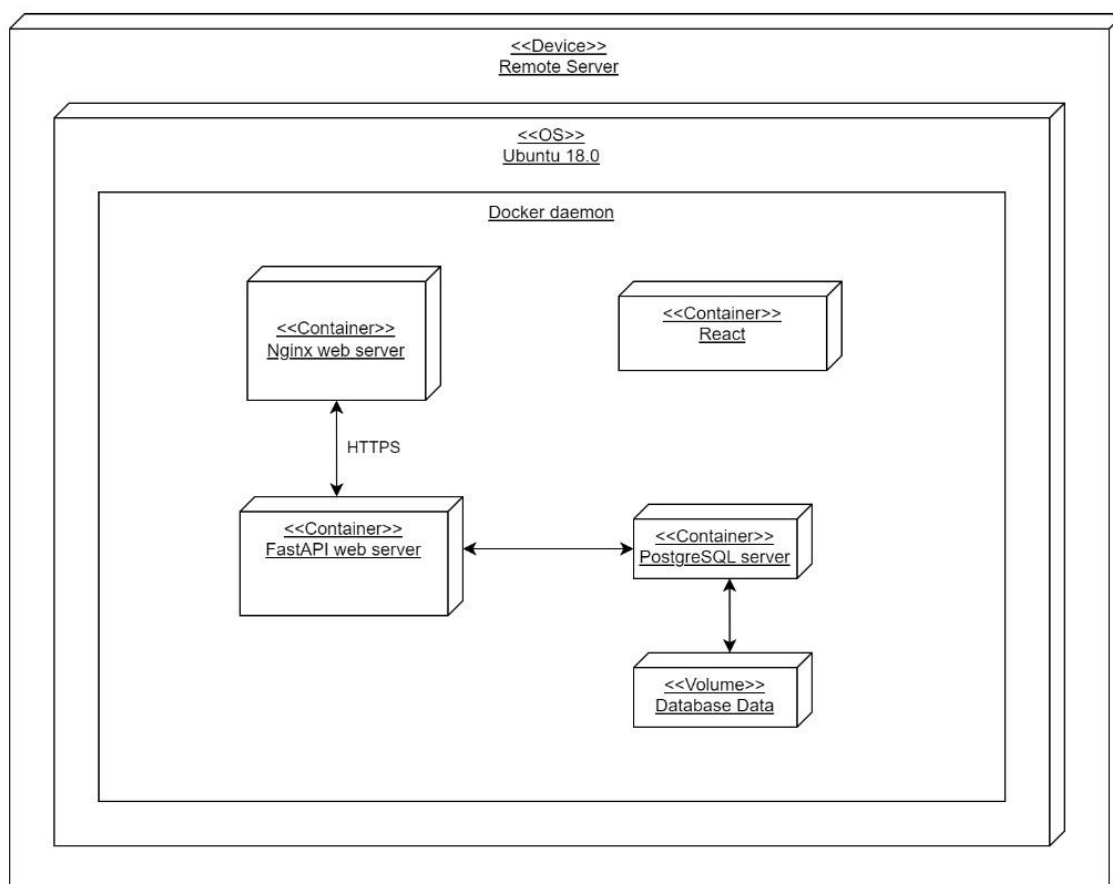 <<Device>>
Remote Server
<<OS>>
Ubuntu 18.0
Docker daemon
<<Container>>
Nginx web server
<<Container>>
React
HTTPS
<<Container>>
FastAPI web server
<<Container>>
PostgreSQL server
<<Volume>>
Database Data